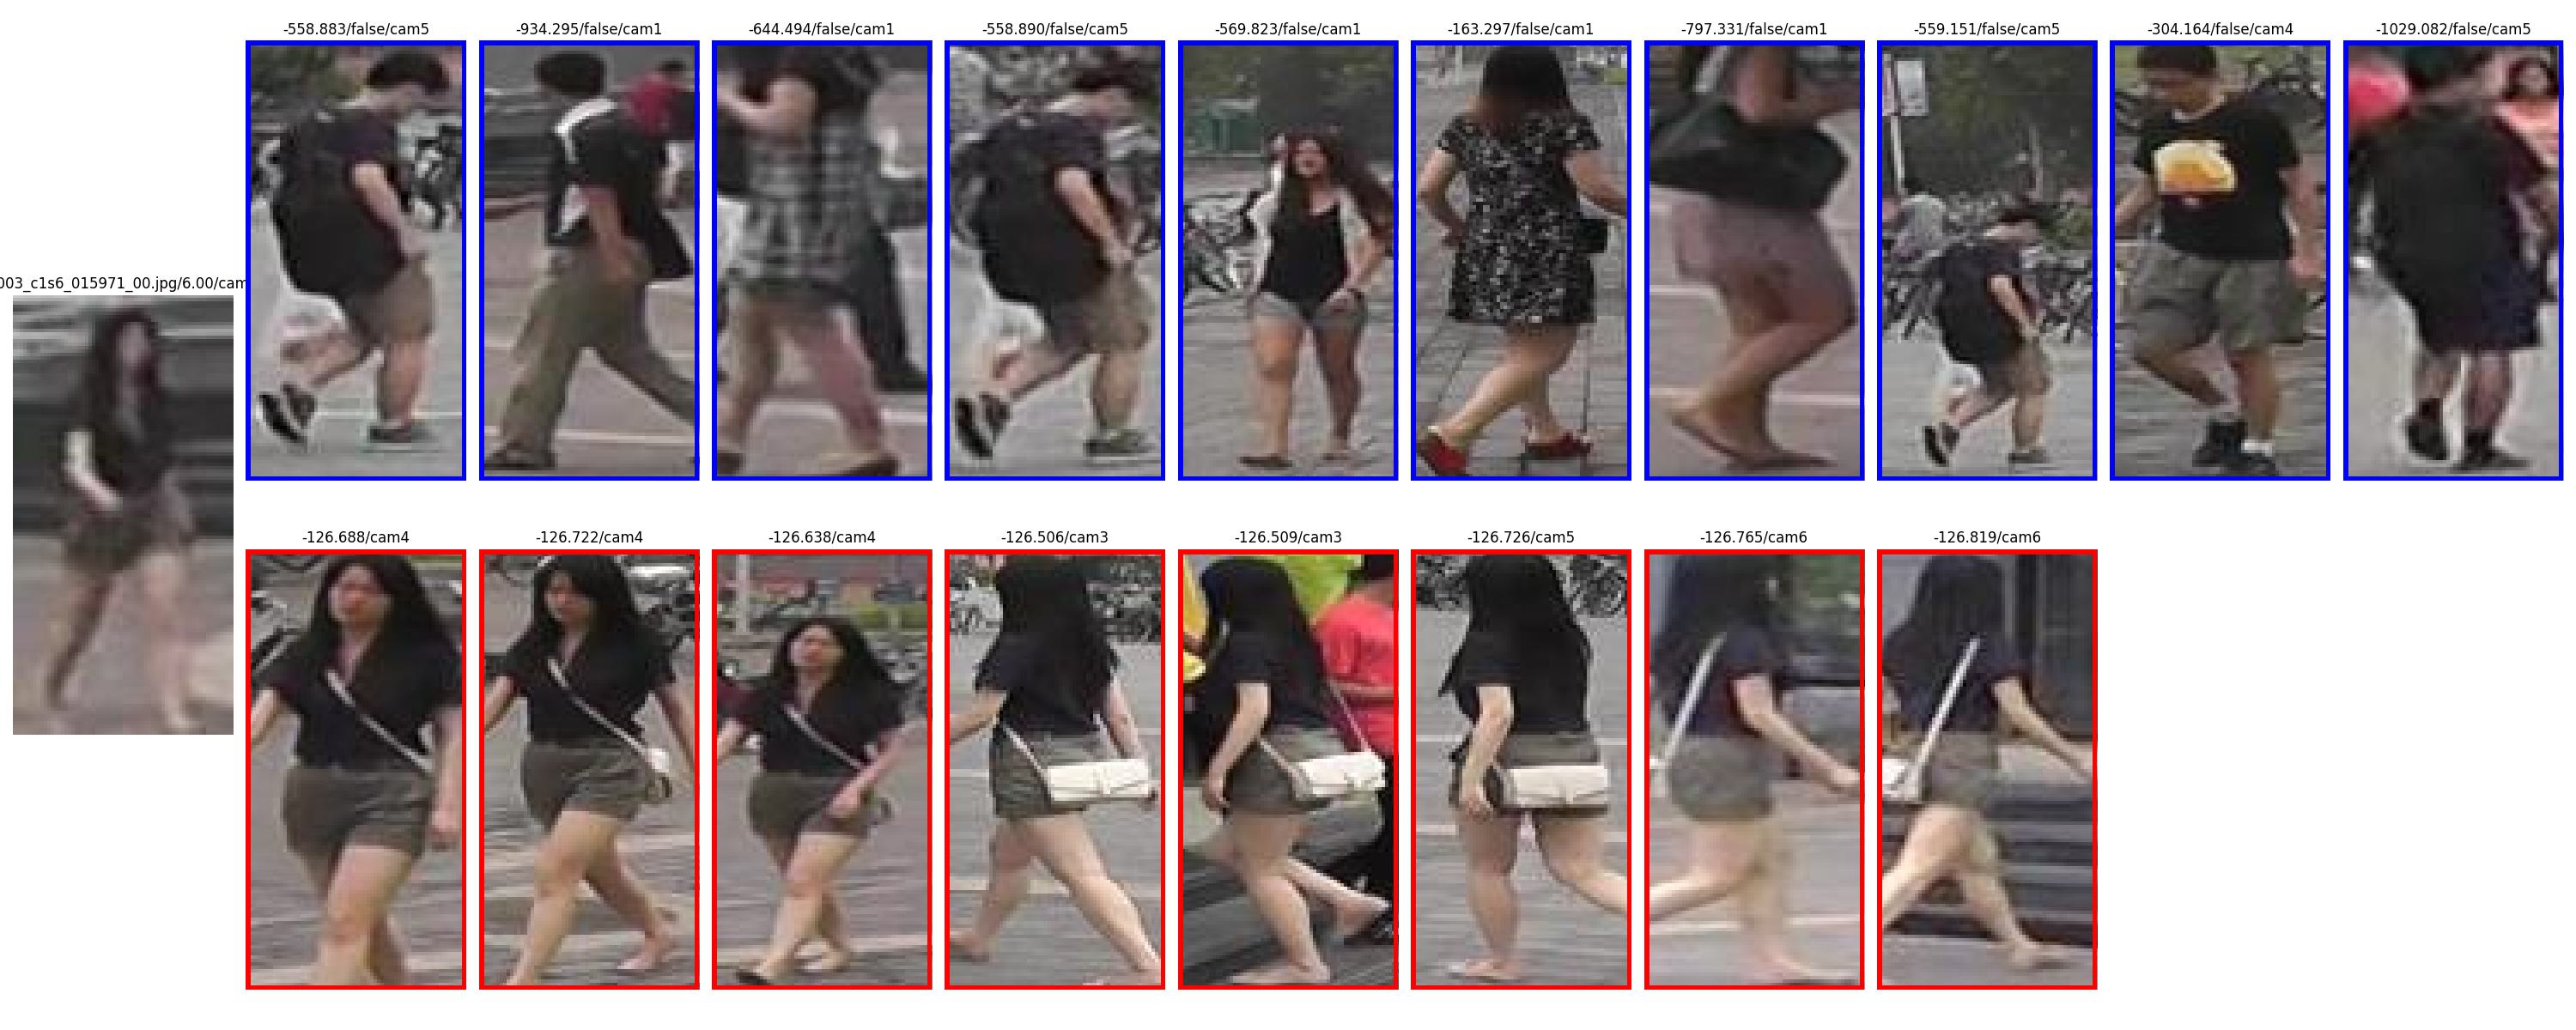 -558.883/false/cam5
-934.295/false/cam1
-644.494/false/cam1
-558.890/false/cam5
-569.823/false/cam1
-163.297/false/cam1
-797.331/false/cam1
-559.151/false/cam5
-304.164/false/cam4
-1029.082/false/cam5
003_c1s6_015971_00.jpg/6.00/cam
-126.688/cam4
-126.722/cam4
-126.638/cam4
-126.506/cam3
-126.509/cam3
-126.726/cam5
-126.765/cam6
-126.819/cam6